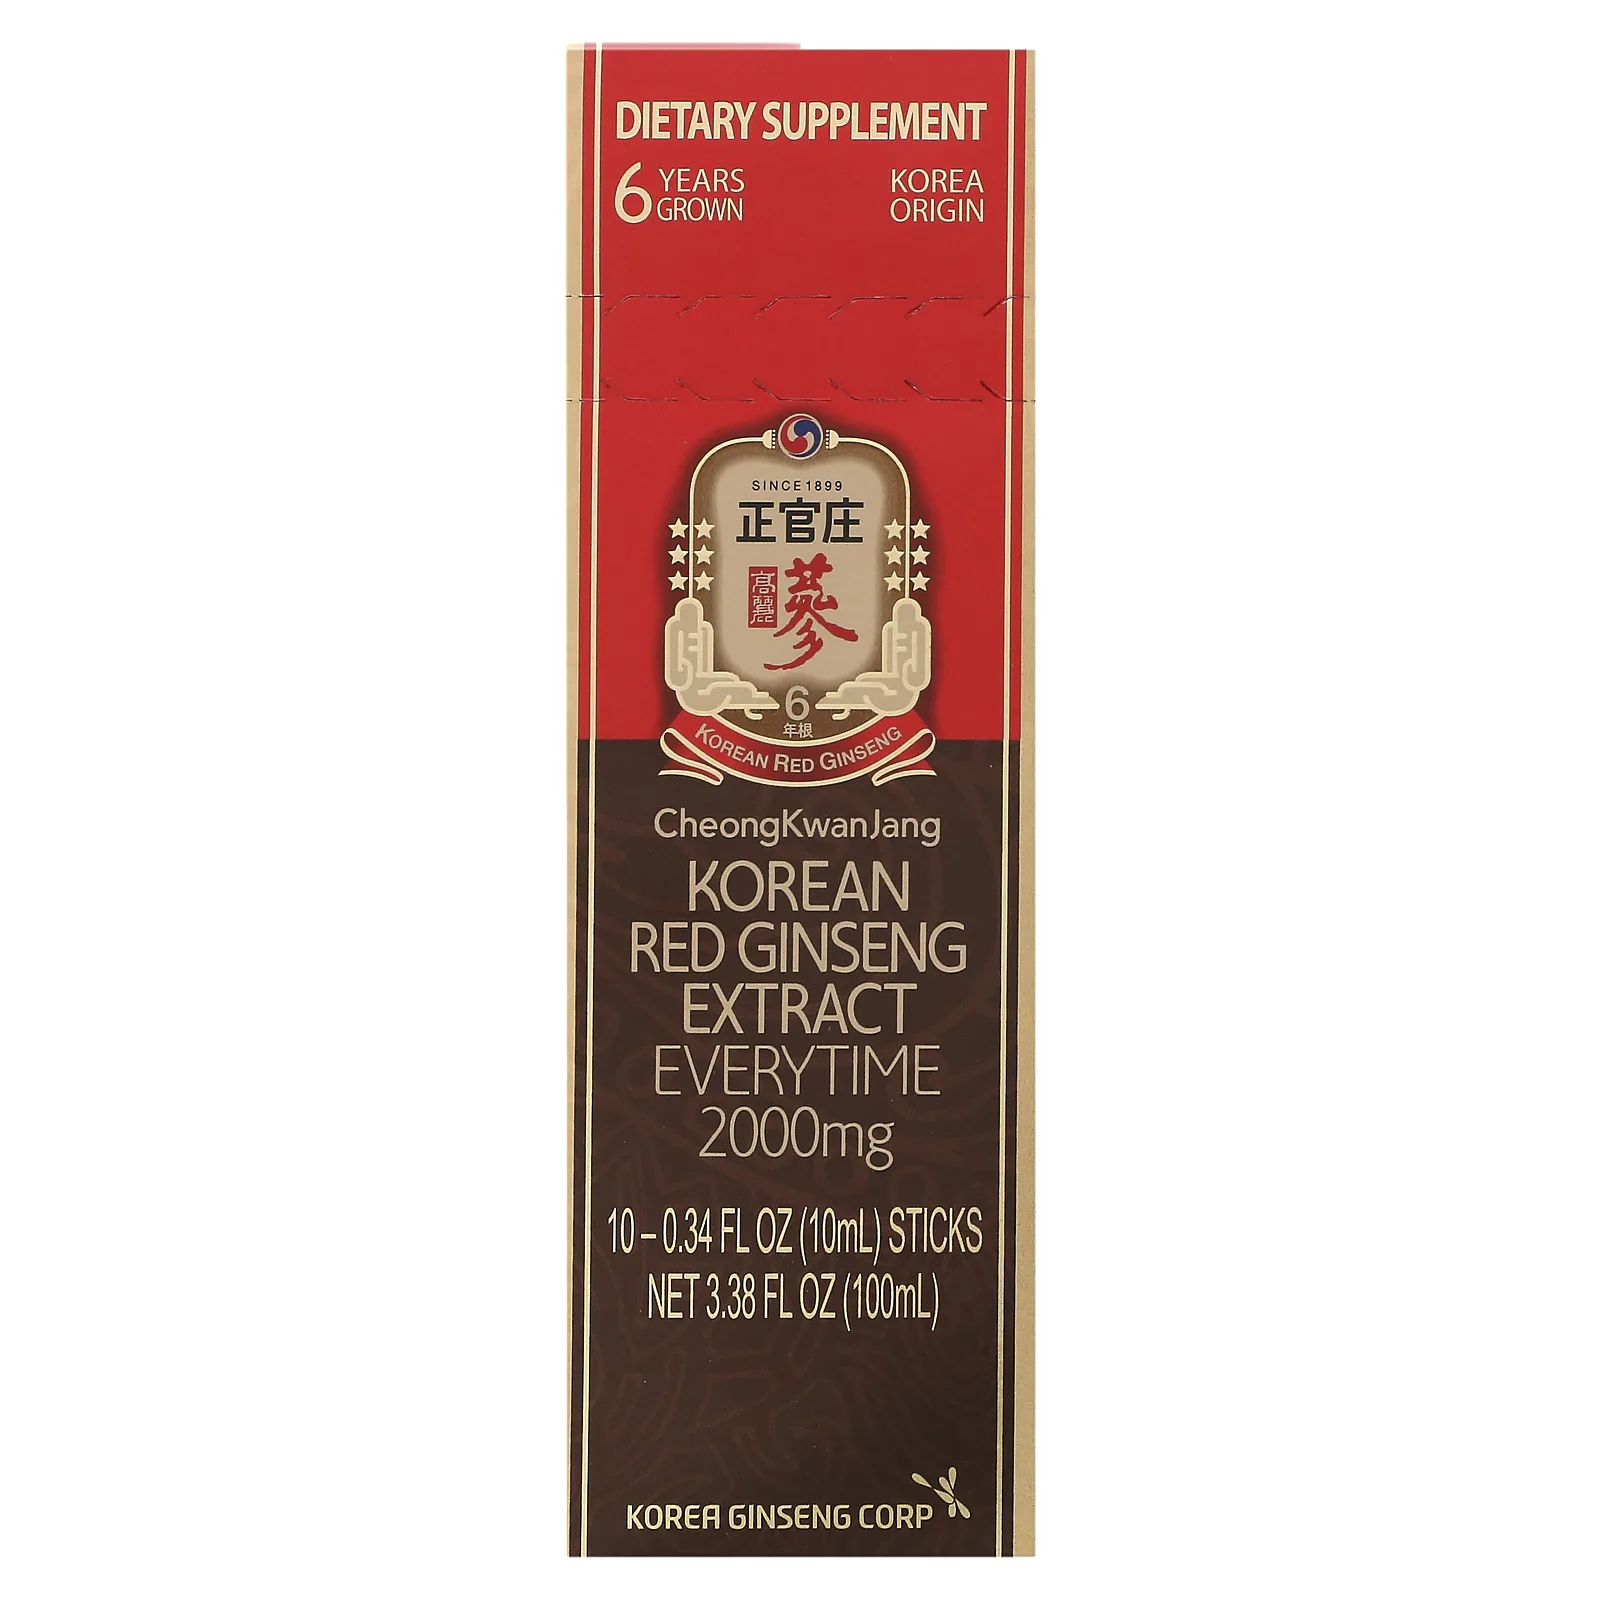 DIETARY SUPPLEMENT
6 YEARS GROWN
KOREA
ORIGIN
SINCE 1899
正官庄
高麗
蔘
6
年根
KOREAN RED GINSENG
CheongKwanJang
KOREAN
RED GINSENG
EXTRACT
EVERYTIME
2000mg
10 – 0.34 FL OZ (10mL) STICKS
NET 3.38 FL OZ (100mL)
KOREA GINSENG CORP